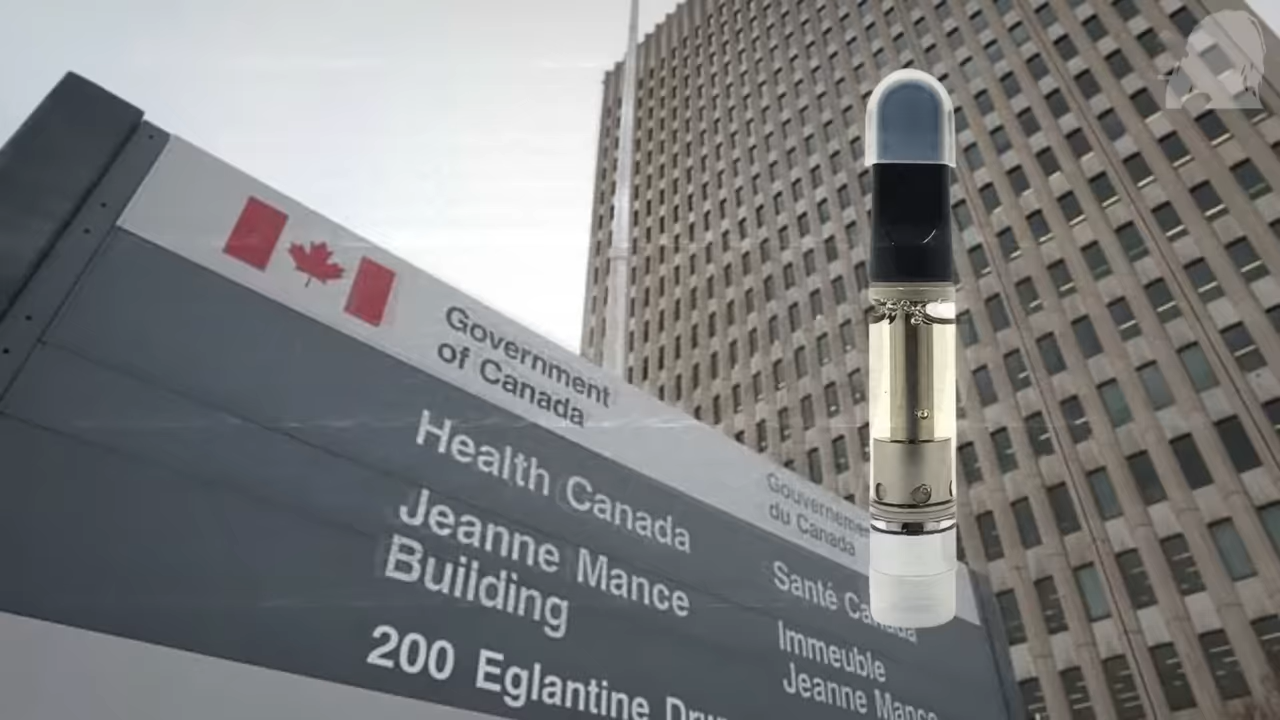 Government
of Canada
Health Canada
Jeanne Mance
Building
200 Eglantine
Gouvernement
du Canada
Santé Canada
Immeuble
Jeanne Mance